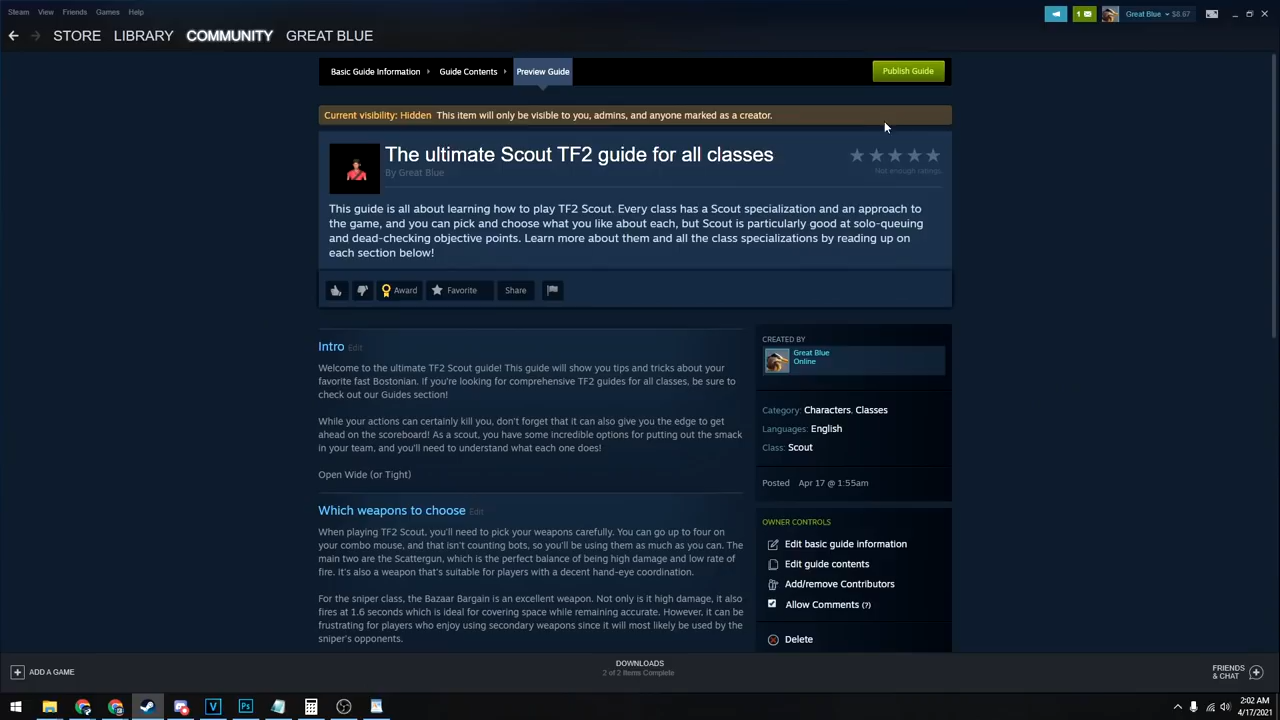 Steam View Friends Games Help
1 Great Blue $8.67
STORE LIBRARY COMMUNITY GREAT BLUE
Basic Guide Information Guide Contents Preview Guide
Publish Guide
Current visibility: Hidden This item will only be visible to you, admins, and anyone marked as a creator.
The ultimate Scout TF2 guide for all classes
By Great Blue
Not enough ratings
This guide is all about learning how to play TF2 Scout. Every class has a Scout specialization and an approach to
the game, and you can pick and choose what you like about each, but Scout is particularly good at solo-queuing
and dead-checking objective points. Learn more about them and all the class specializations by reading up on
each section below!
Award Favorite Share
Intro Edit
Welcome to the ultimate TF2 Scout guide! This guide will show you tips and tricks about your
favorite fast Bostonian. If you're looking for comprehensive TF2 guides for all classes, be sure to
check out our Guides section!
While your actions can certainly kill you, don't forget that it can also give you the edge to get
ahead on the scoreboard! As a scout, you have some incredible options for putting out the smack
in your team, and you'll need to understand what each one does!
Open Wide (or Tight)
Which weapons to choose Edit
When playing TF2 Scout, you'll need to pick your weapons carefully. You can go up to four on
your combo mouse, and that isn't counting bots, so you'll be using them as much as you can. The
main two are the Scattergun, which is the perfect balance of being high damage and low rate of
fire. It's also a weapon that's suitable for players with a decent hand-eye coordination.
For the sniper class, the Bazaar Bargain is an excellent weapon. Not only is it high damage, it also
fires at 1.6 seconds which is ideal for covering space while remaining accurate. However, it can be
frustrating for players who enjoy using secondary weapons since it will most likely be used by the
sniper's opponents.
CREATED BY
Great Blue
Online
Category: Characters, Classes
Languages: English
Class: Scout
Posted Apr 17 @ 1:55am
OWNER CONTROLS
Edit basic guide information
Edit guide contents
Add/remove Contributors
Allow Comments (?)
Delete
ADD A GAME
DOWNLOADS
2 of 2 Items Complete
FRIENDS
& CHAT
2:02 AM
4/17/2021